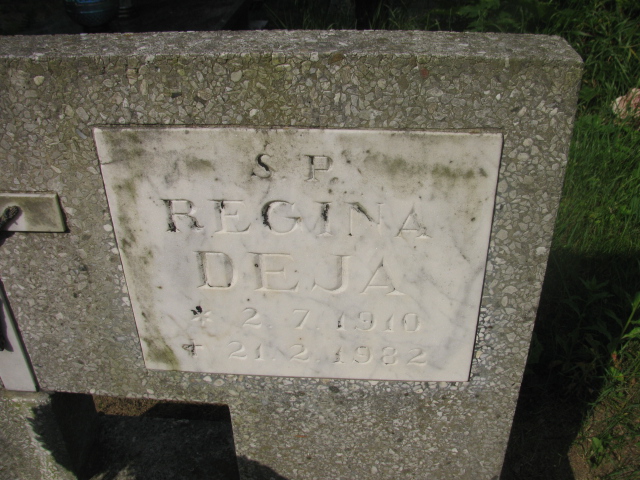 S. P.
REGINA
DEJA
* 2 7 1910
+ 21 2 1982